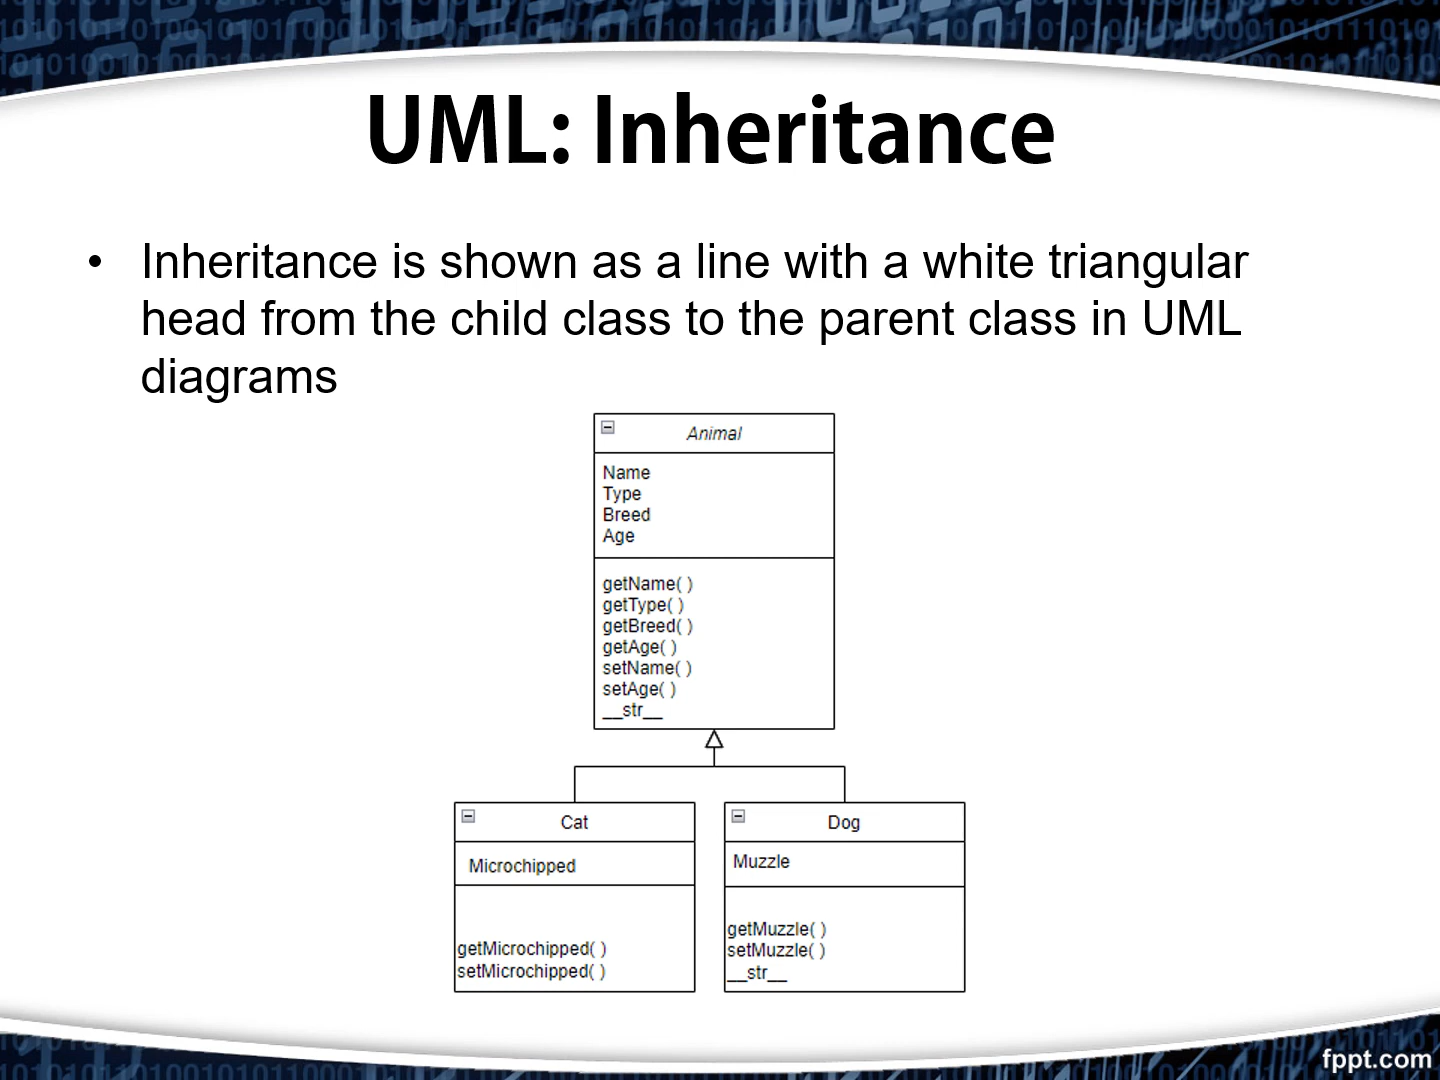 UML: Inheritance
• Inheritance is shown as a line with a white triangular
head from the child class to the parent class in UML
diagrams
Animal
Name
Type
Breed
Age
getName( )
getType( )
getBreed( )
getAge( )
setName( )
setAge( )
__str__
Cat
Microchipped
getMicrochipped( )
setMicrochipped( )
Dog
Muzzle
getMuzzle( )
setMuzzle( )
__str__
fppt.com